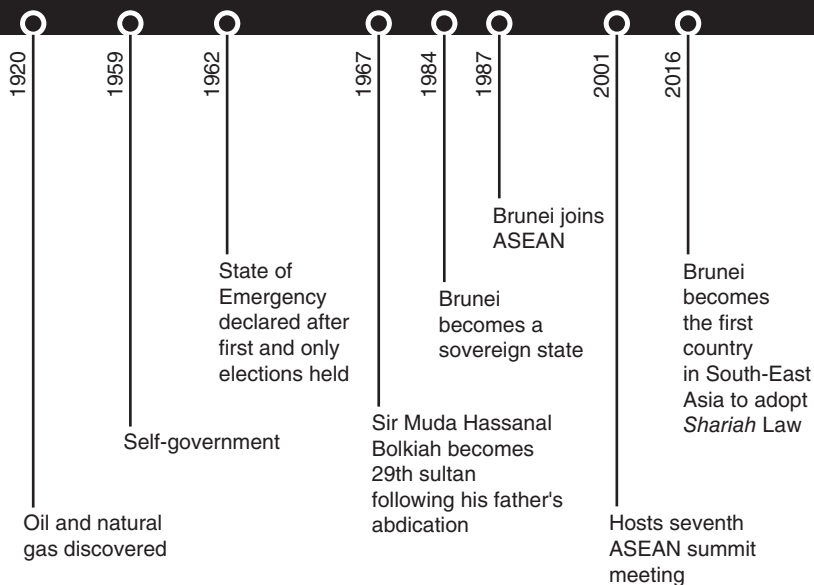 1920
1959
1962
1967
1984
1987
2001
2016
Oil and natural
gas discovered
Self-government
State of
Emergency
declared after
first and only
elections held
Sir Muda Hassanal
Bolkiah becomes
29th sultan
following his father's
abdication
Brunei
becomes a
sovereign state
Brunei joins
ASEAN
Hosts seventh
ASEAN summit
meeting
Brunei
becomes
the first
country
in South-East
Asia to adopt
Shariah Law